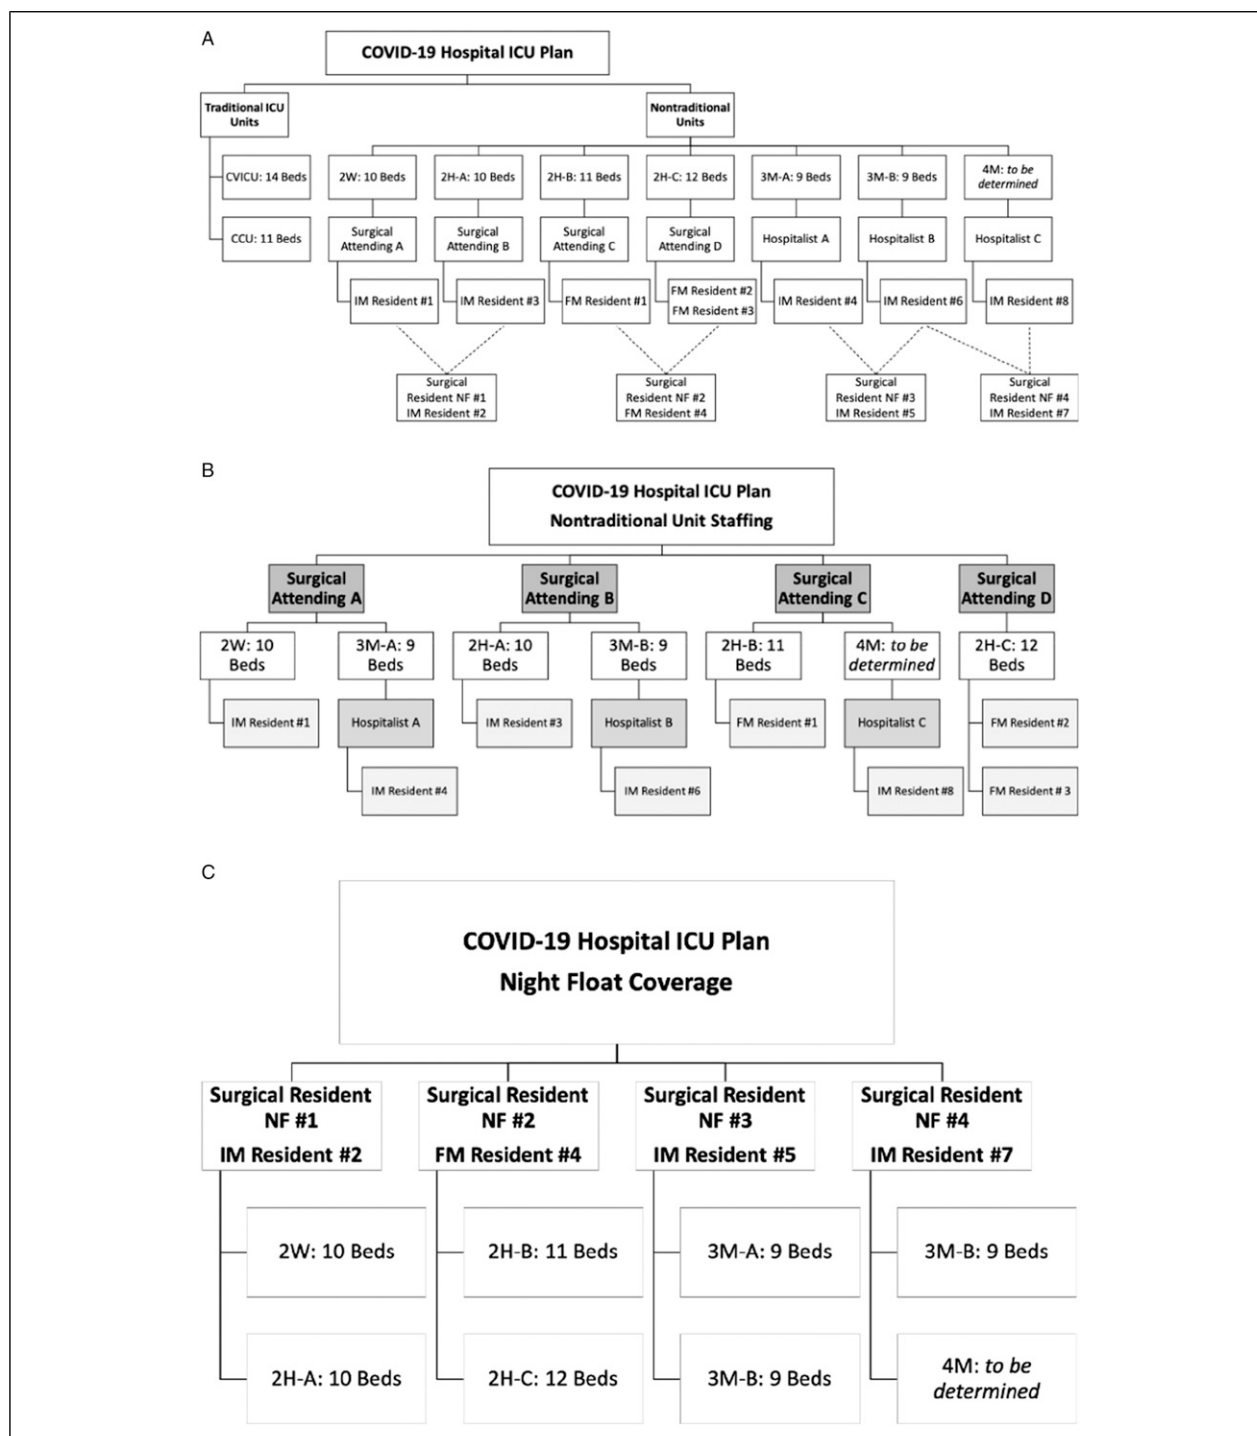 A
COVID-19 Hospital ICU Plan
Traditional ICU
Units
Nontraditional
Units
CVICU: 14 Beds
2W: 10 Beds
2H-A: 10 Beds
2H-B: 11 Beds
2H-C: 12 Beds
3M-A: 9 Beds
3M-B: 9 Beds
4M: to be
determined
CCU: 11 Beds
Surgical
Attending A
Surgical
Attending B
Surgical
Attending C
Surgical
Attending D
Hospitalist A
Hospitalist B
Hospitalist C
IM Resident #1
IM Resident #3
FM Resident #1
FM Resident #2
FM Resident #3
IM Resident #4
IM Resident #6
IM Resident #8
Surgical
Resident NF #1
IM Resident #2
Surgical
Resident NF #2
FM Resident #4
Surgical
Resident NF #3
IM Resident #5
Surgical
Resident NF #4
IM Resident #7
B
COVID-19 Hospital ICU Plan
Nontraditional Unit Staffing
Surgical
Attending A
Surgical
Attending B
Surgical
Attending C
Surgical
Attending D
2W: 10
Beds
3M-A: 9
Beds
2H-A: 10
Beds
3M-B: 9
Beds
2H-B: 11
Beds
4M: to be
determined
2H-C: 12
Beds
IM Resident #1
Hospitalist A
IM Resident #3
Hospitalist B
FM Resident #1
Hospitalist C
FM Resident #2
IM Resident #4
IM Resident #6
IM Resident #8
FM Resident # 3
C
COVID-19 Hospital ICU Plan
Night Float Coverage
Surgical Resident
NF #1
IM Resident #2
Surgical Resident
NF #2
FM Resident #4
Surgical Resident
NF #3
IM Resident #5
Surgical Resident
NF #4
IM Resident #7
2W: 10 Beds
2H-B: 11 Beds
3M-A: 9 Beds
3M-B: 9 Beds
2H-A: 10 Beds
2H-C: 12 Beds
3M-B: 9 Beds
4M: to be
determined